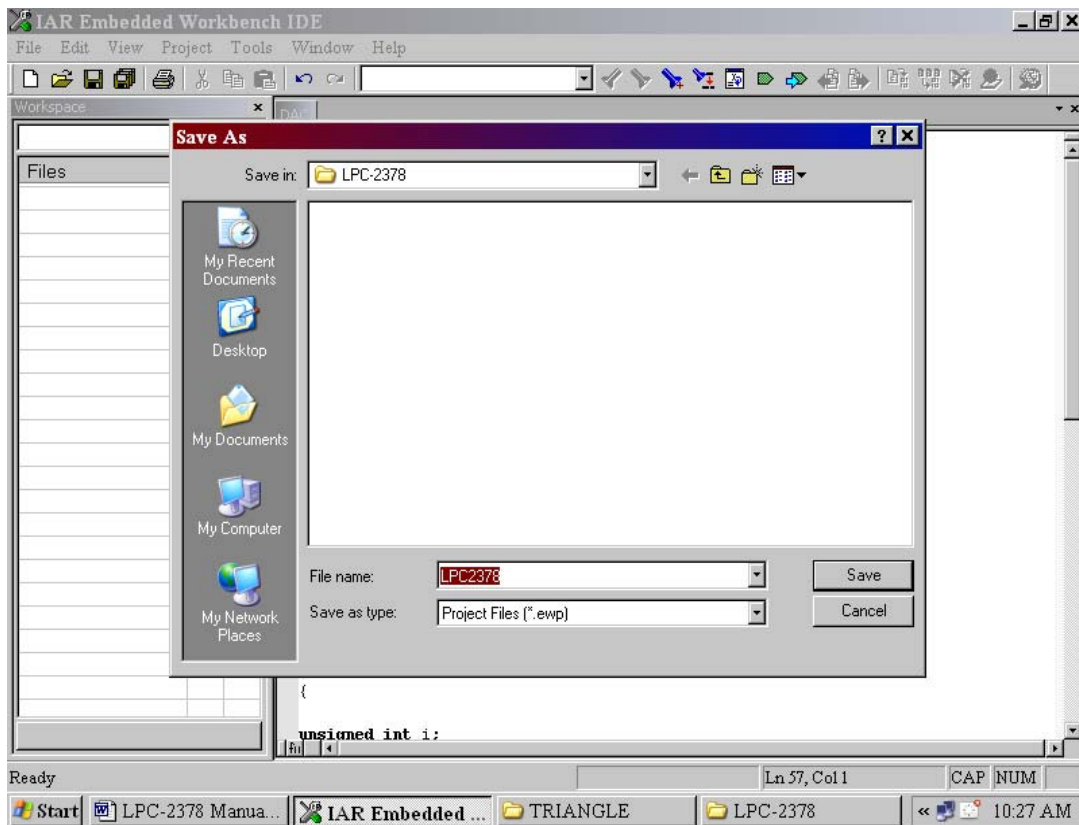 IAR Embedded Workbench IDE
File Edit View Project Tools Window Help
Workspace
DAC
Save As
Files
Save in: LPC-2378
My Recent
Documents
Desktop
My Documents
My Computer
My Network
Places
File name: LPC2378 Save
Save as type: Project Files (*.ewp) Cancel
{
unsigned int i;
Ready Ln 57, Col 1 CAP NUM
Start LPC-2378 Manua... IAR Embedded ... TRIANGLE LPC-2378 « 10:27 AM